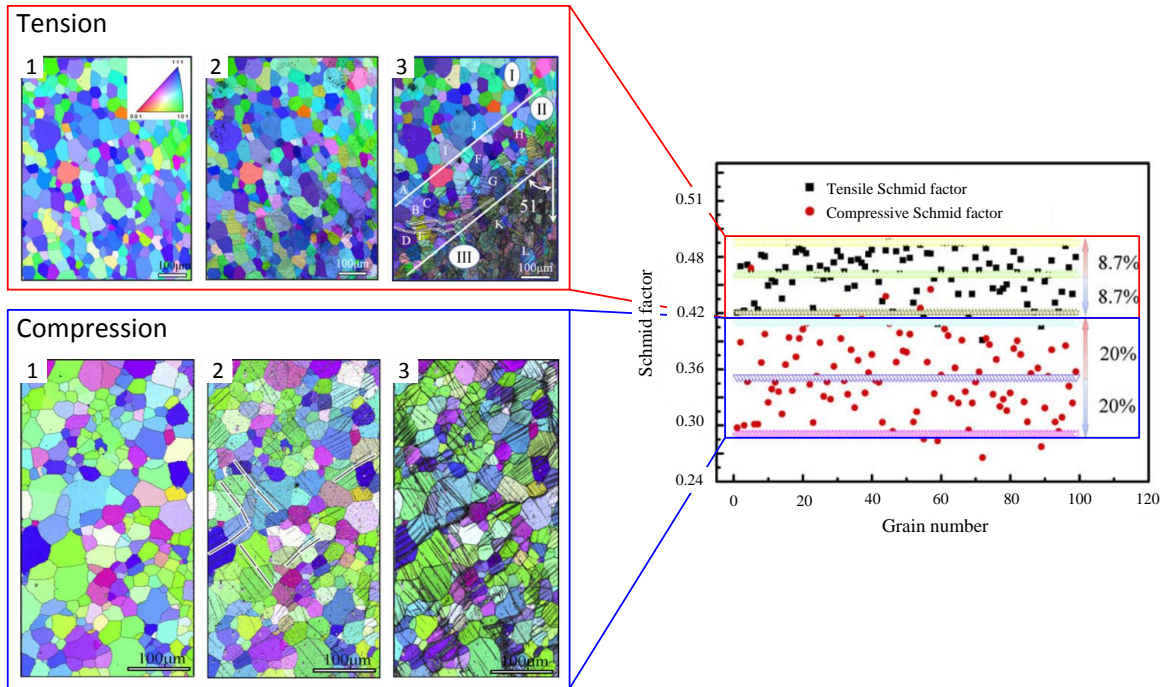 Tension
1
2
3
111
001
101
100μm
100μm
100μm
I
II
III
J
H
I
F
G
A
C
B
E
D
K
L
51
Compression
1
2
3
100μm
100μm
100μm
Tensile Schmid factor
Compressive Schmid factor
0.51
0.48
0.42
0.36
0.30
0.24
Schmid factor
8.7%
8.7%
20%
20%
0
20
40
60
80
100
120
Grain number